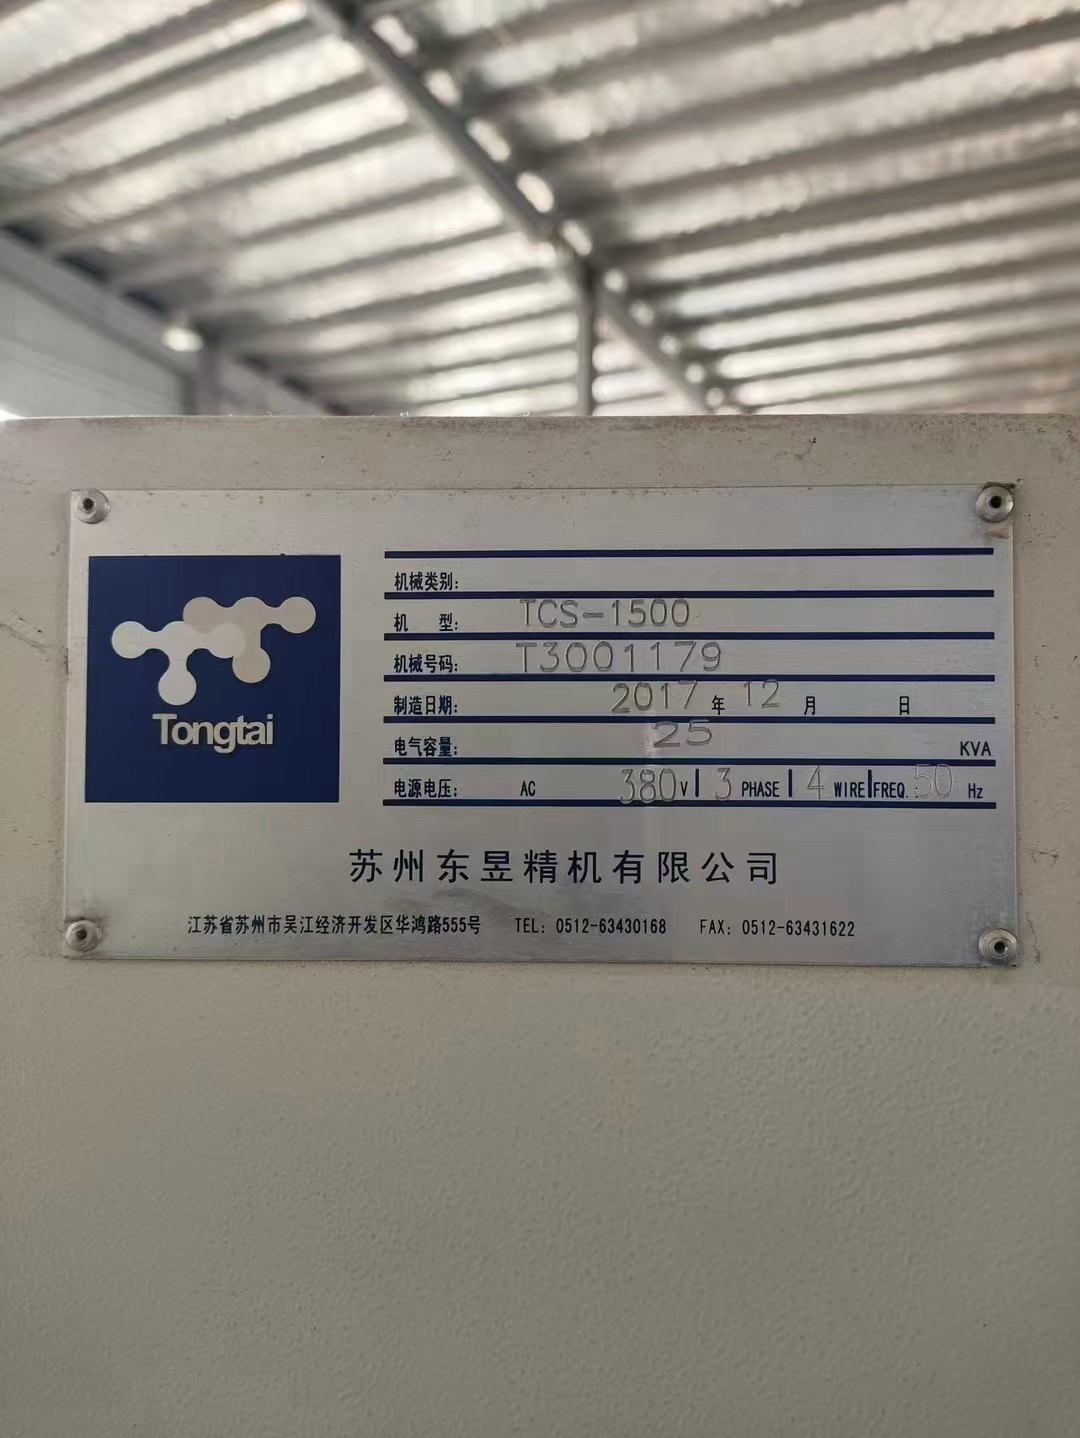 Tongtai
机械类别:
机 型: TCS-1500
机械号码: T3001179
制造日期: 2017 年 12 月 日
电气容量: 25 KVA
电源电压: AC 380 V 3 PHASE 4 WIRE FREQ.: 50 Hz
苏州东昱精机有限公司
江苏省苏州市吴江经济开发区华鸿路555号 TEL: 0512-63430168 FAX: 0512-63431622